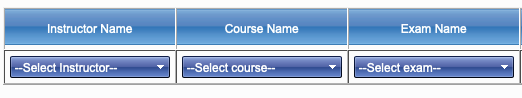 Instructor Name Course Name Exam Name
--Select Instructor-- --Select course-- --Select exam--